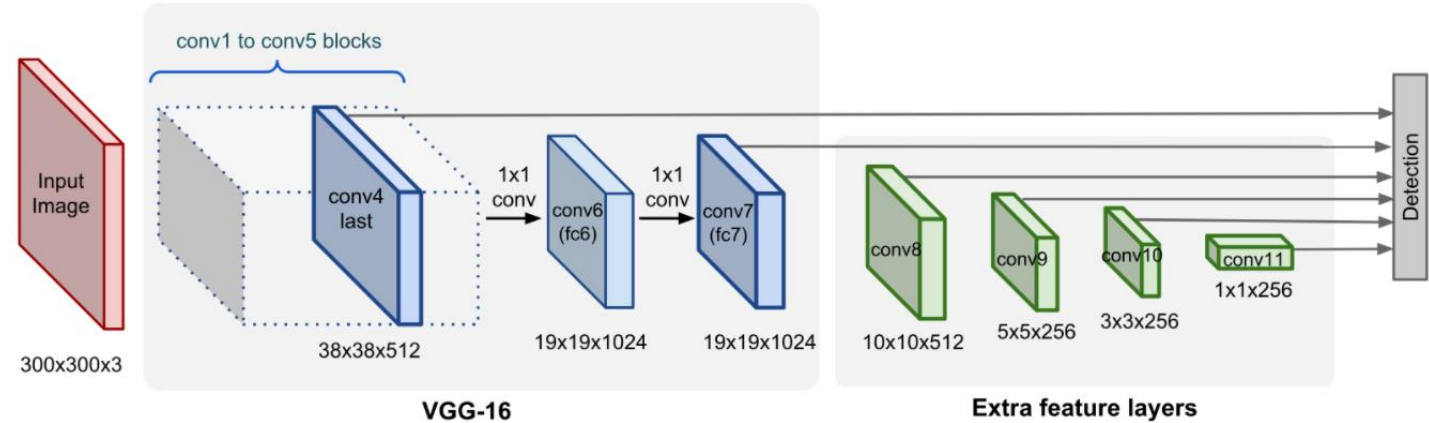 conv1 to conv5 blocks
Input
Image
300x300x3
conv4
last
38x38x512
1x1
conv
conv6
(fc6)
19x19x1024
1x1
conv
conv7
(fc7)
19x19x1024
VGG-16
conv8
10x10x512
conv9
5x5x256
conv10
3x3x256
conv11
1x1x256
Extra feature layers
Detection